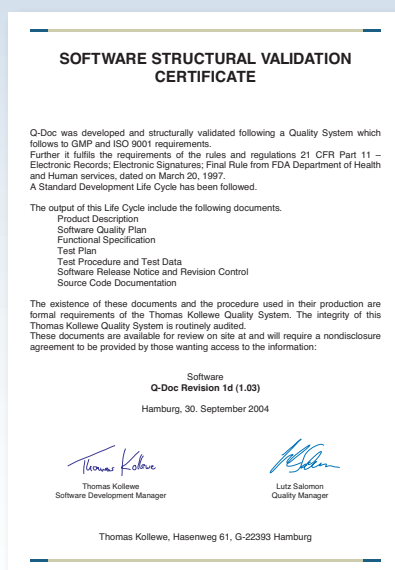 SOFTWARE STRUCTURAL VALIDATION
CERTIFICATE
Q-Doc was developed and structurally validated following a Quality System which
follows to GMP and ISO 9001 requirements.
Further it fulfils the requirements of the rules and regulations 21 CFR Part 11 –
Electronic Records; Electronic Signatures; Final Rule from FDA Department of Health
and Human services, dated on March 20, 1997.
A Standard Development Life Cycle has been followed.
The output of this Life Cycle include the following documents.
Product Description
Software Quality Plan
Functional Specification
Test Plan
Test Procedure and Test Data
Software Release Notice and Revision Control
Source Code Documentation
The existence of these documents and the procedure used in their production are
formal requirements of the Thomas Kollewe Quality System. The integrity of this
Thomas Kollewe Quality System is routinely audited.
These documents are available for review on site at and will require a nondisclosure
agreement to be provided by those wanting access to the information:
Software
Q-Doc Revision 1d (1.03)
Hamburg, 30. September 2004
Thomas Kollewe
Thomas Kollewe
Software Development Manager
Lutz Salomon
Quality Manager
Thomas Kollewe, Hasenweg 61, G-22393 Hamburg